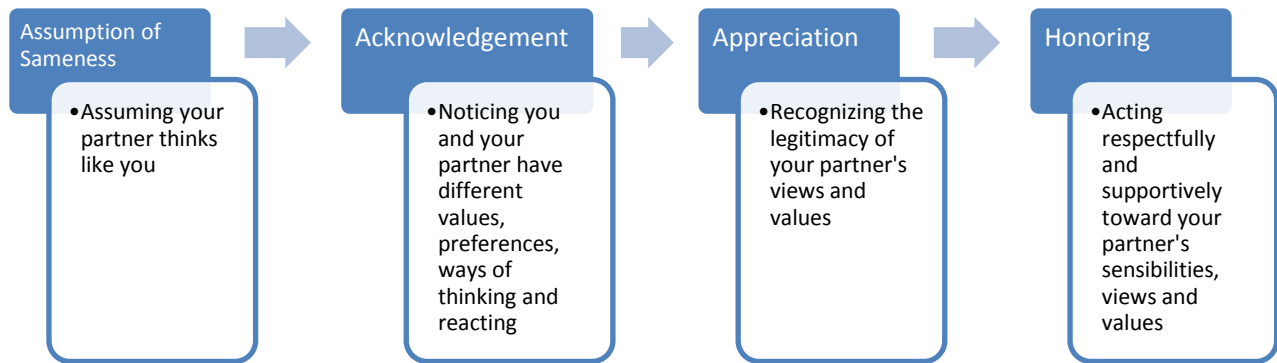 Assumption of
Sameness
•Assuming your
partner thinks
like you
Acknowledgement
•Noticing you
and your
partner have
different
values,
preferences,
ways of
thinking and
reacting
Appreciation
•Recognizing the
legitimacy of
your partner's
views and
values
Honoring
•Acting
respectfully
and
supportively
toward your
partner's
sensibilities,
views and
values